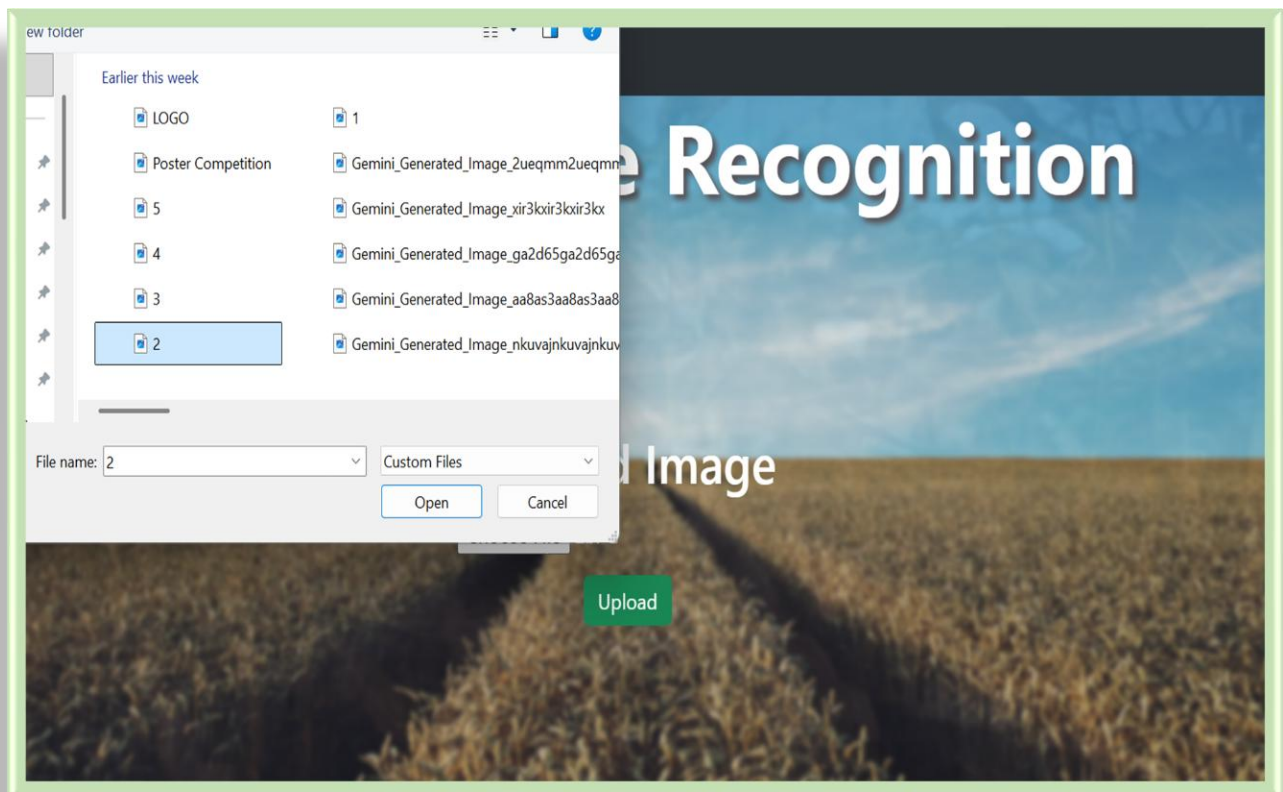 ew folder
Earlier this week
LOGO
Poster Competition
5
4
3
2
1
Gemini_Generated_Image_2ueqmm2ueqmm
Gemini_Generated_Image_xir3kxir3kx
Gemini_Generated_Image_ga2d65ga2d65ga
Gemini_Generated_Image_aa8as3aa8as3aa8
Gemini_Generated_Image_nkuvajnkuvajnkuv
File name: 2
Custom Files
Open
Cancel
e Recognition
d Image
Upload